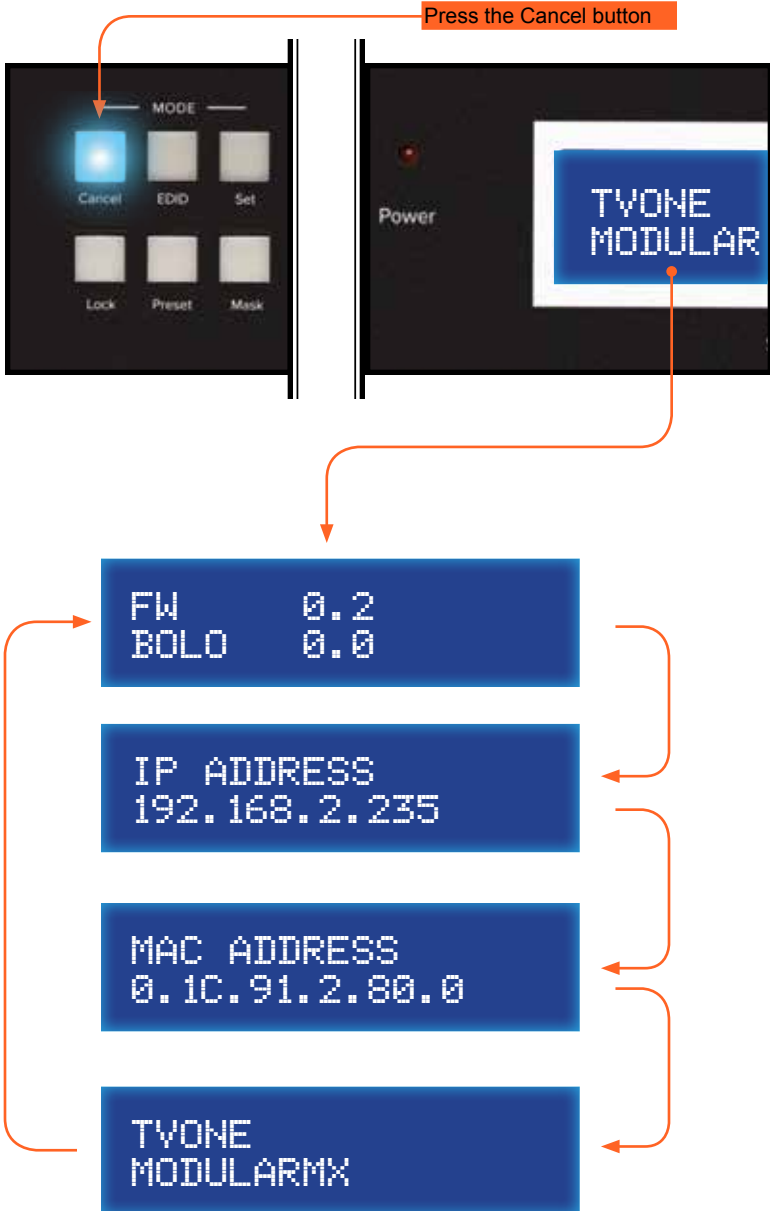 Press the Cancel button
MODE
Cancel EDID Set
Lock Preset Mask
Power
TVONE
MODULAR
FW 0.2
BOLO 0.0
IP ADDRESS
192.168.2.235
MAC ADDRESS
0.1C.91.2.80.0
TVONE
MODULARMX